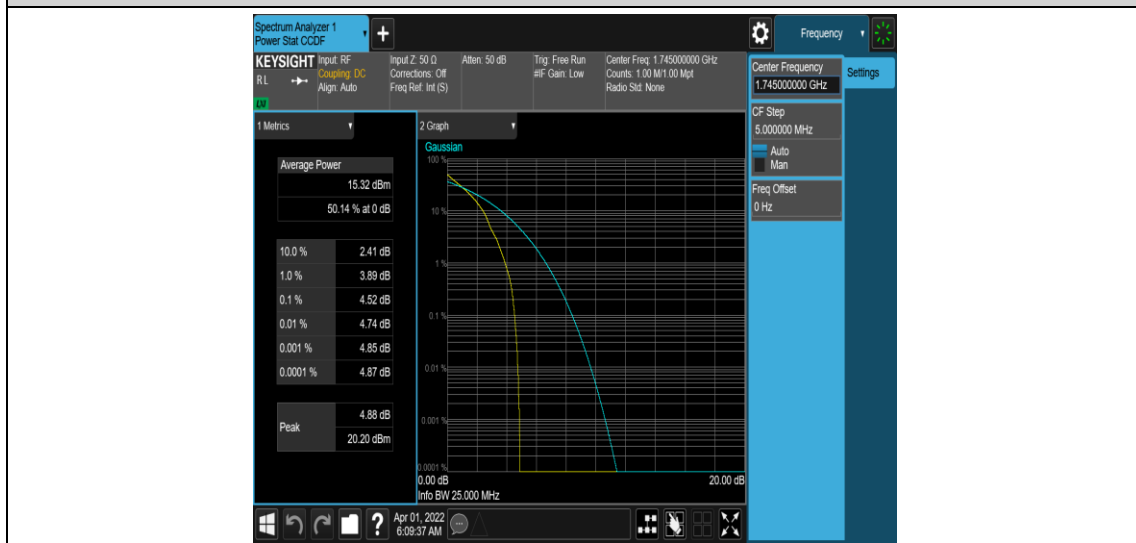 Spectrum Analyzer 1
Power Stat CCDF
+
Frequency
KEYSIGHT
RL
LXI
Input: RF
Coupling: DC
Align: Auto
Input Z: 50 Ω
Corrections: Off
Freq Ref: Int (S)
Atten: 50 dB
Trig: Free Run
#IF Gain: Low
Center Freq: 1.745000000 GHz
Counts: 1.00 M/1.00 Mpt
Radio Std: None
Center Frequency
1.745000000 GHz
Settings
CF Step
5.000000 MHz
Auto
Man
Freq Offset
0 Hz
1 Metrics
Average Power
15.32 dBm
50.14 % at 0 dB
10.0 % 2.41 dB
1.0 % 3.89 dB
0.1 % 4.52 dB
0.01 % 4.74 dB
0.001 % 4.85 dB
0.0001 % 4.87 dB
Peak
4.88 dB
20.20 dBm
2 Graph
Gaussian
100 %
10 %
1 %
0.1 %
0.01 %
0.001 %
0.0001 %
0.00 dB 20.00 dB
Info BW 25.000 MHz
?
Apr 01, 2022
6:09:37 AM